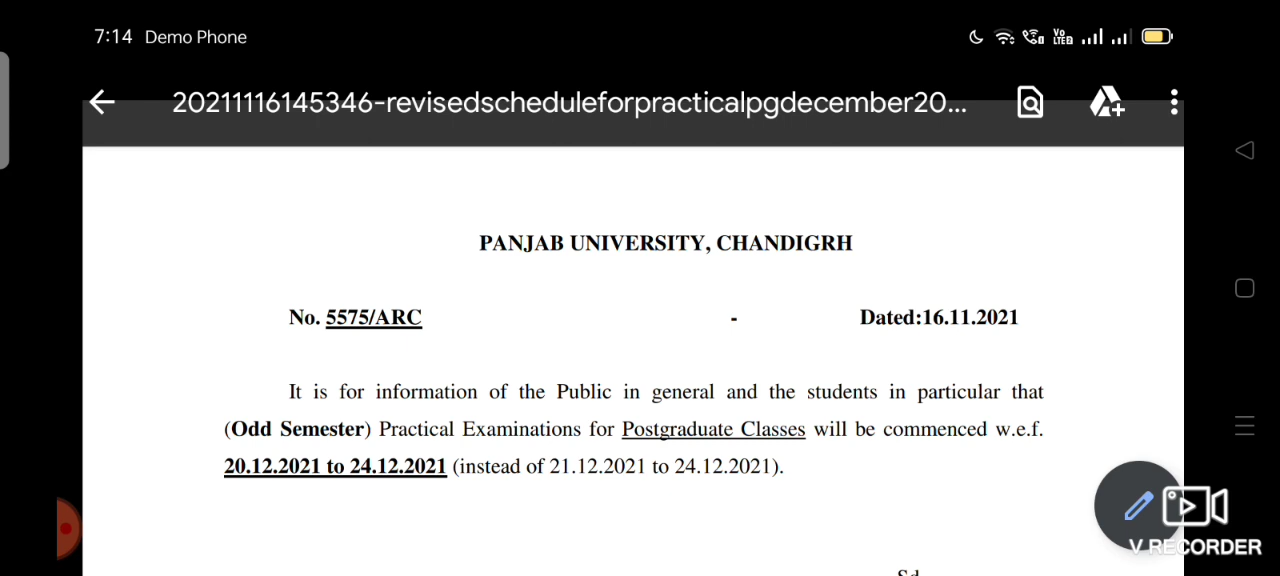 7:14 Demo Phone
20211116145346-revisedscheduleforpracticalpgdecember20...
PANJAB UNIVERSITY, CHANDIGRH
No. 5575/ARC - Dated:16.11.2021
It is for information of the Public in general and the students in particular that
(Odd Semester) Practical Examinations for Postgraduate Classes will be commenced w.e.f.
20.12.2021 to 24.12.2021 (instead of 21.12.2021 to 24.12.2021).
V RECORDER